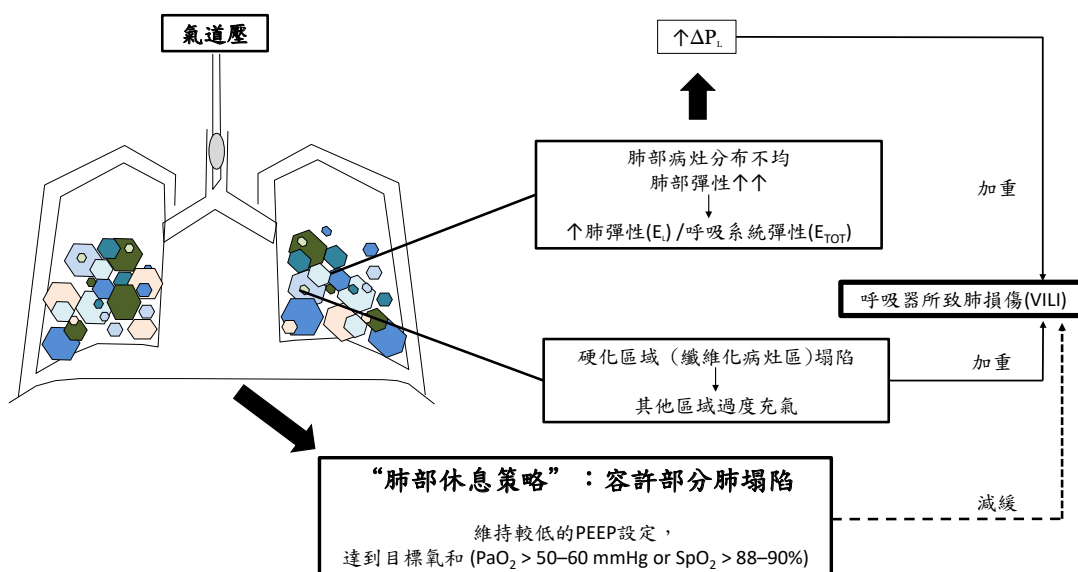 氣道壓
↑ΔP_L
肺部病灶分布不均
肺部彈性↑↑
↑肺彈性(E_L) /呼吸系統彈性(E_TOT)
加重
呼吸器所致肺損傷(VILI)
硬化區域（纖維化病灶區)塌陷
其他區域過度充氣
加重
“肺部休息策略”：容許部分肺塌陷
維持較低的PEEP設定，
達到目標氧和 (PaO₂ > 50–60 mmHg or SpO₂ > 88–90%)
減緩